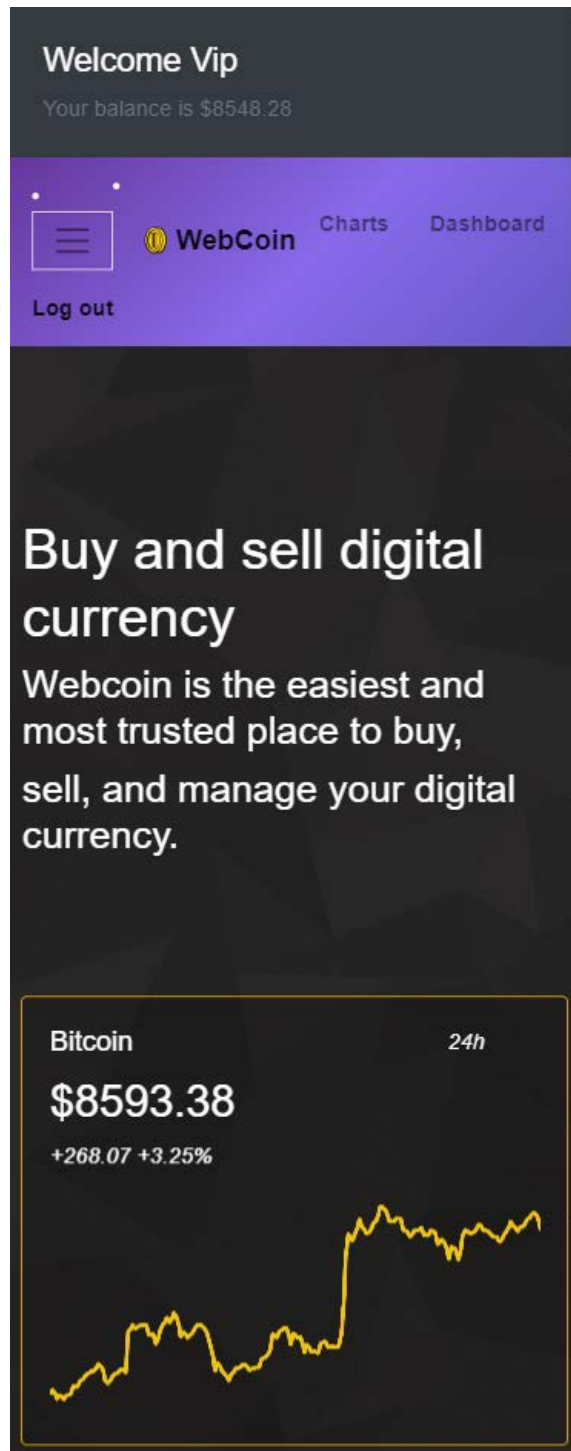 Welcome Vip
Your balance is $8548.28
WebCoin Charts Dashboard
Log out
Buy and sell digital
currency
Webcoin is the easiest and
most trusted place to buy,
sell, and manage your digital
currency.
Bitcoin 24h
$8593.38
+268.07 +3.25%